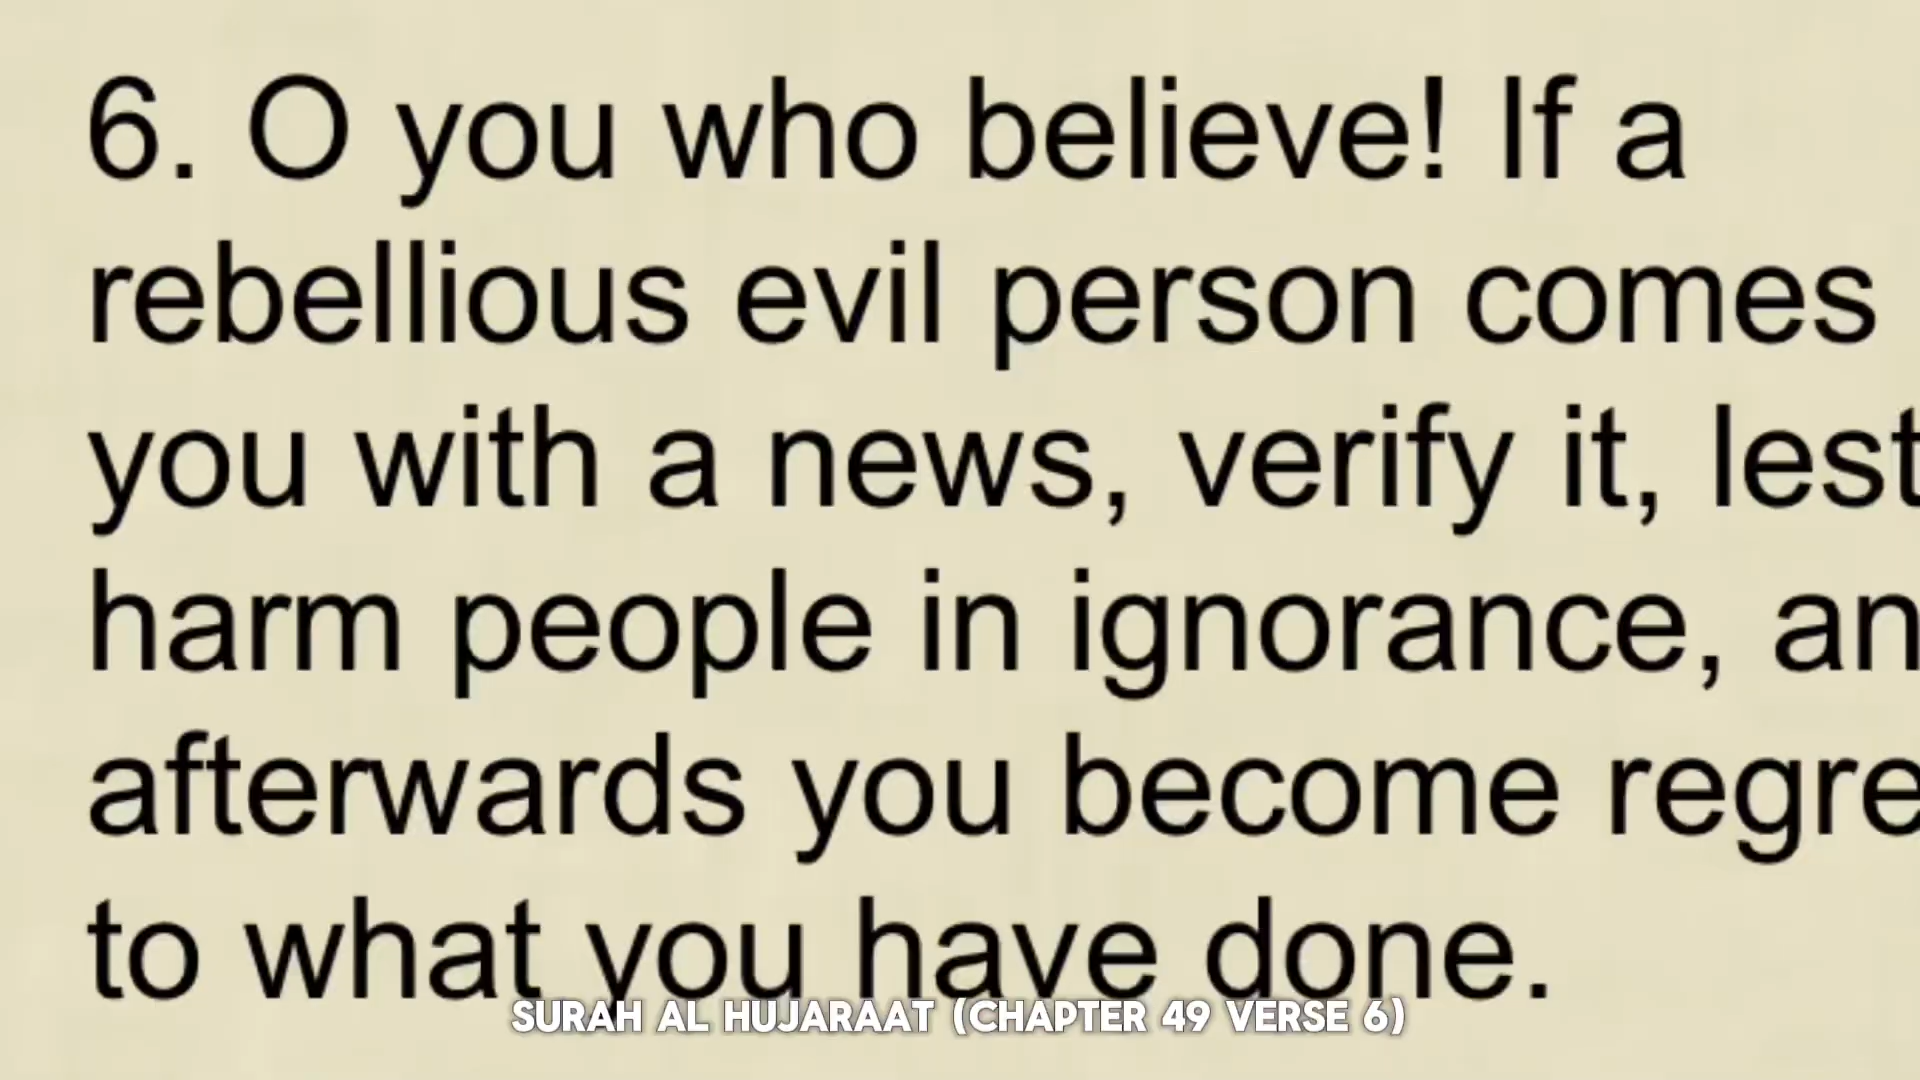 6. O you who believe! If a
rebellious evil person comes
you with a news, verify it, lest
harm people in ignorance, an
afterwards you become regre
to what you have done.
SURAH AL HUJARAAT (CHAPTER 49 VERSE 6)